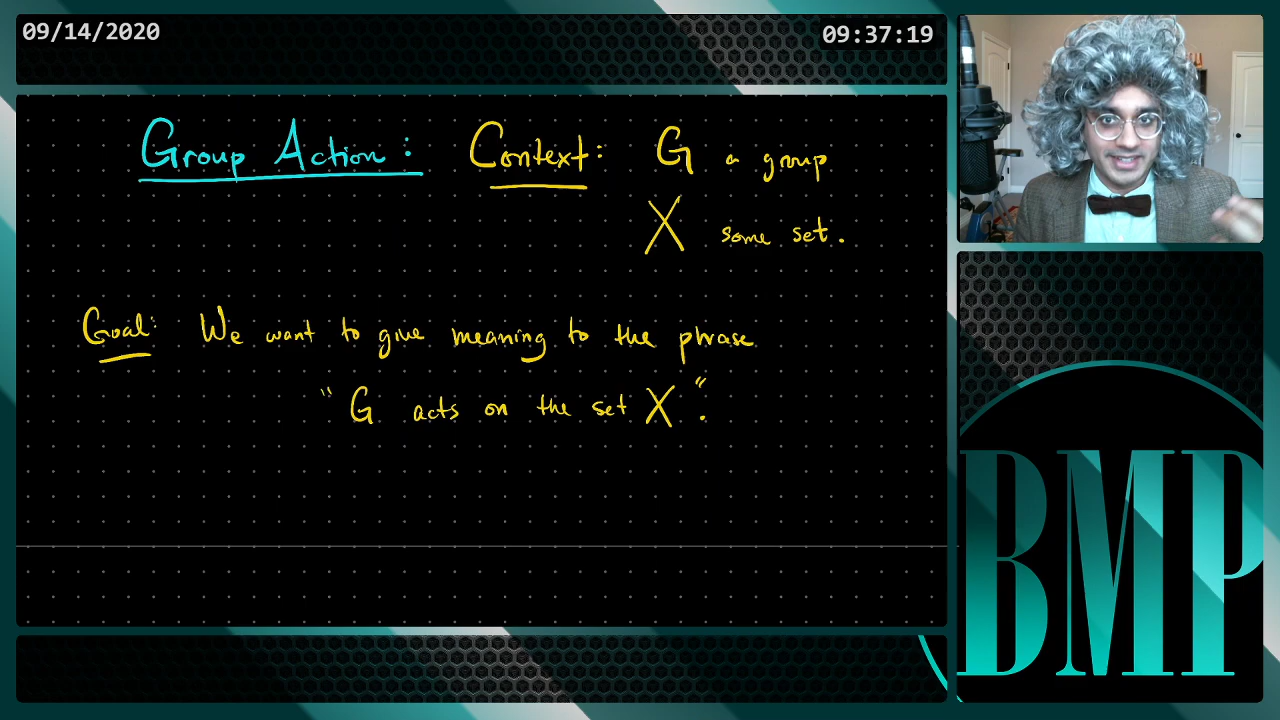 09/14/2020
09:37:19
Group Action: Context: G a group
X some set.
Goal: We want to give meaning to the phrase
"G acts on the set X".
BMP